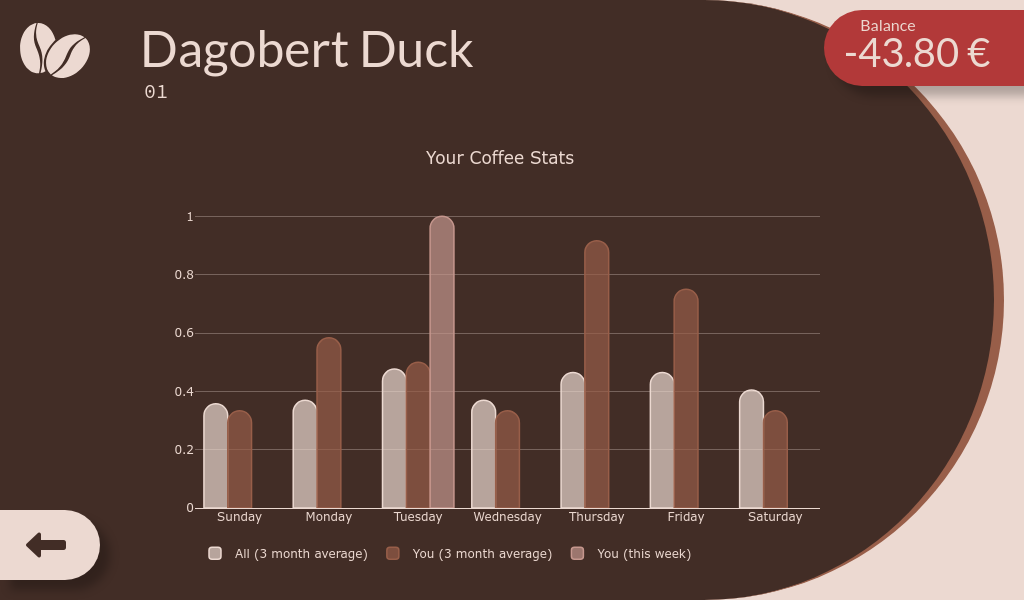 Dagobert Duck
01
Balance
-43.80 €
Your Coffee Stats
1
0.8
0.6
0.4
0.2
0
Sunday Monday Tuesday Wednesday Thursday Friday Saturday
All (3 month average) You (3 month average) You (this week)